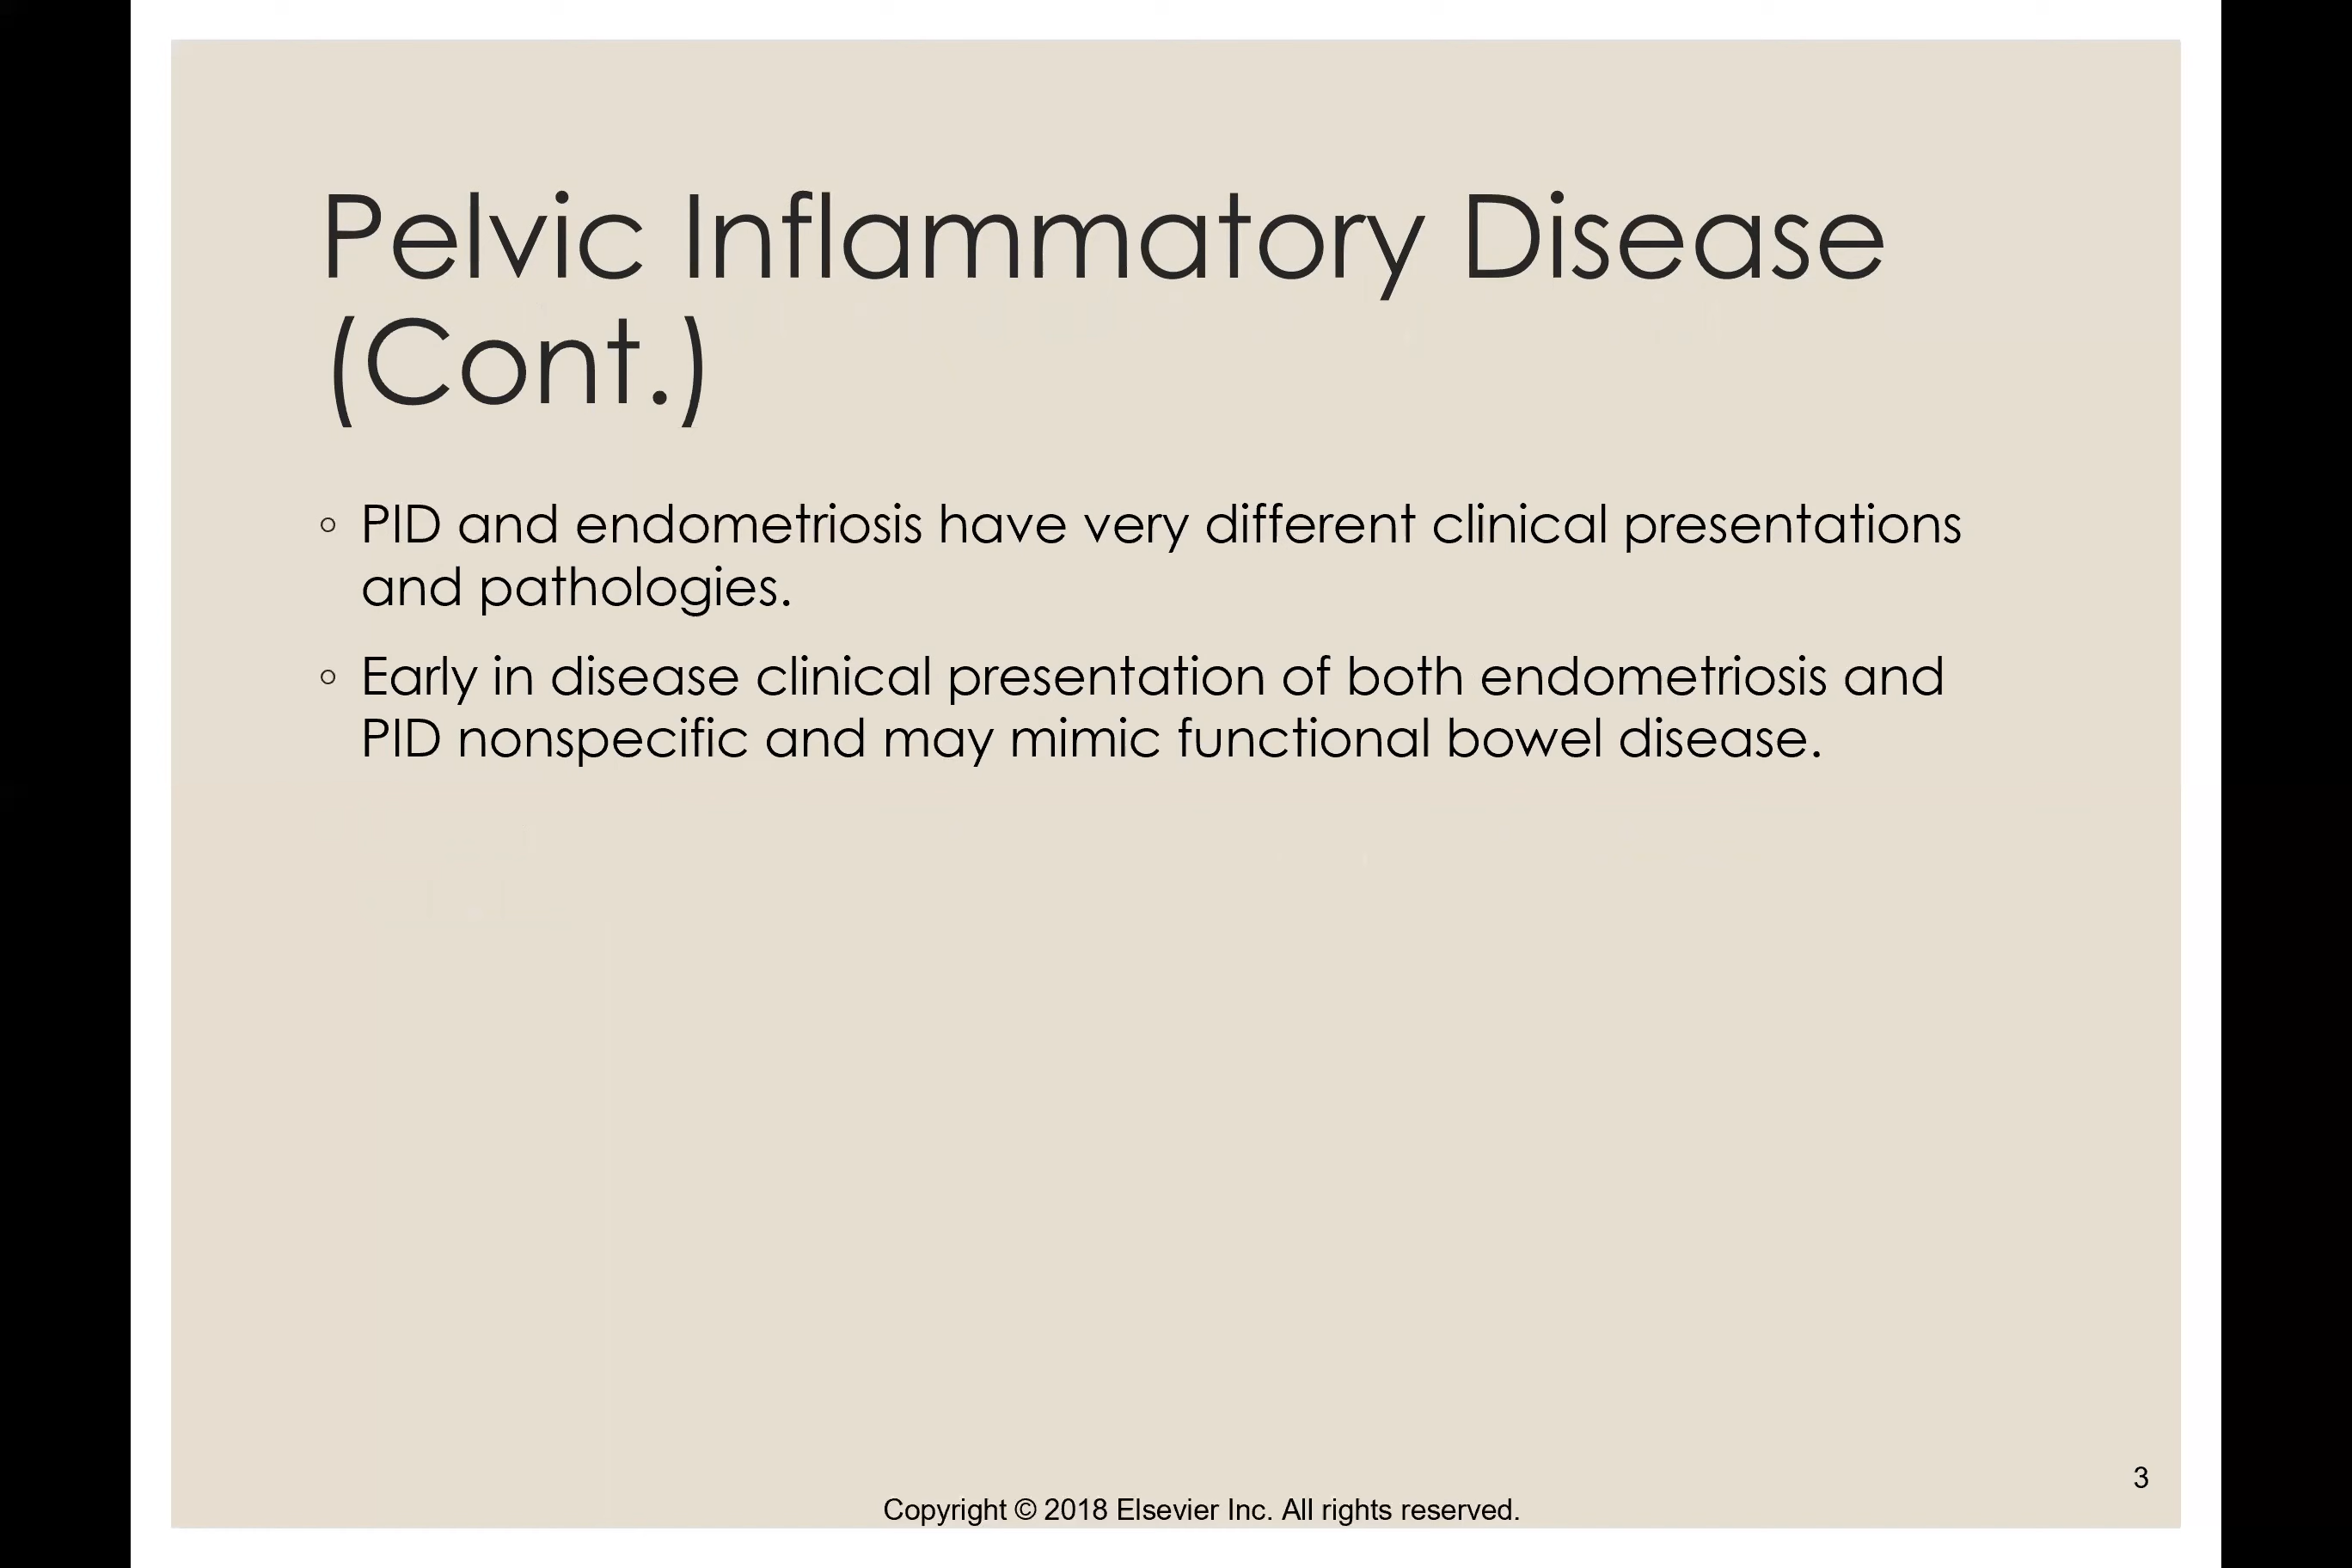 Pelvic Inflammatory Disease
(Cont.)
◦ PID and endometriosis have very different clinical presentations
and pathologies.
◦ Early in disease clinical presentation of both endometriosis and
PID nonspecific and may mimic functional bowel disease.
3
Copyright © 2018 Elsevier Inc. All rights reserved.